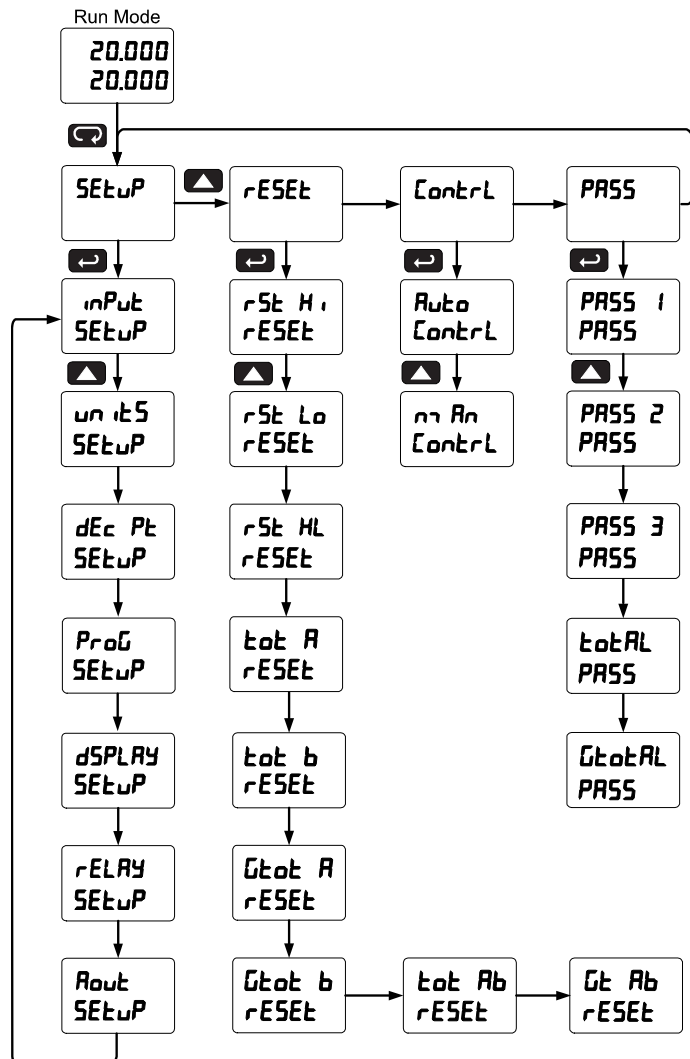 Run Mode
20.000
20.000
SEtuP
rESEt
ContrL
PASS
inPut
SEtuP
rSt Hi
rESEt
Auto
ContrL
PASS 1
PASS
unitS
SEtuP
rSt Lo
rESEt
mAn
ContrL
PASS 2
PASS
dEc Pt
SEtuP
rSt HL
rESEt
PASS 3
PASS
ProG
SEtuP
tot A
rESEt
totAL
PASS
dSPLAY
SEtuP
tot b
rESEt
GtotAL
PASS
rELAY
SEtuP
Gtot A
rESEt
Aout
SEtuP
Gtot b
rESEt
tot Ab
rESEt
Gt Ab
rESEt